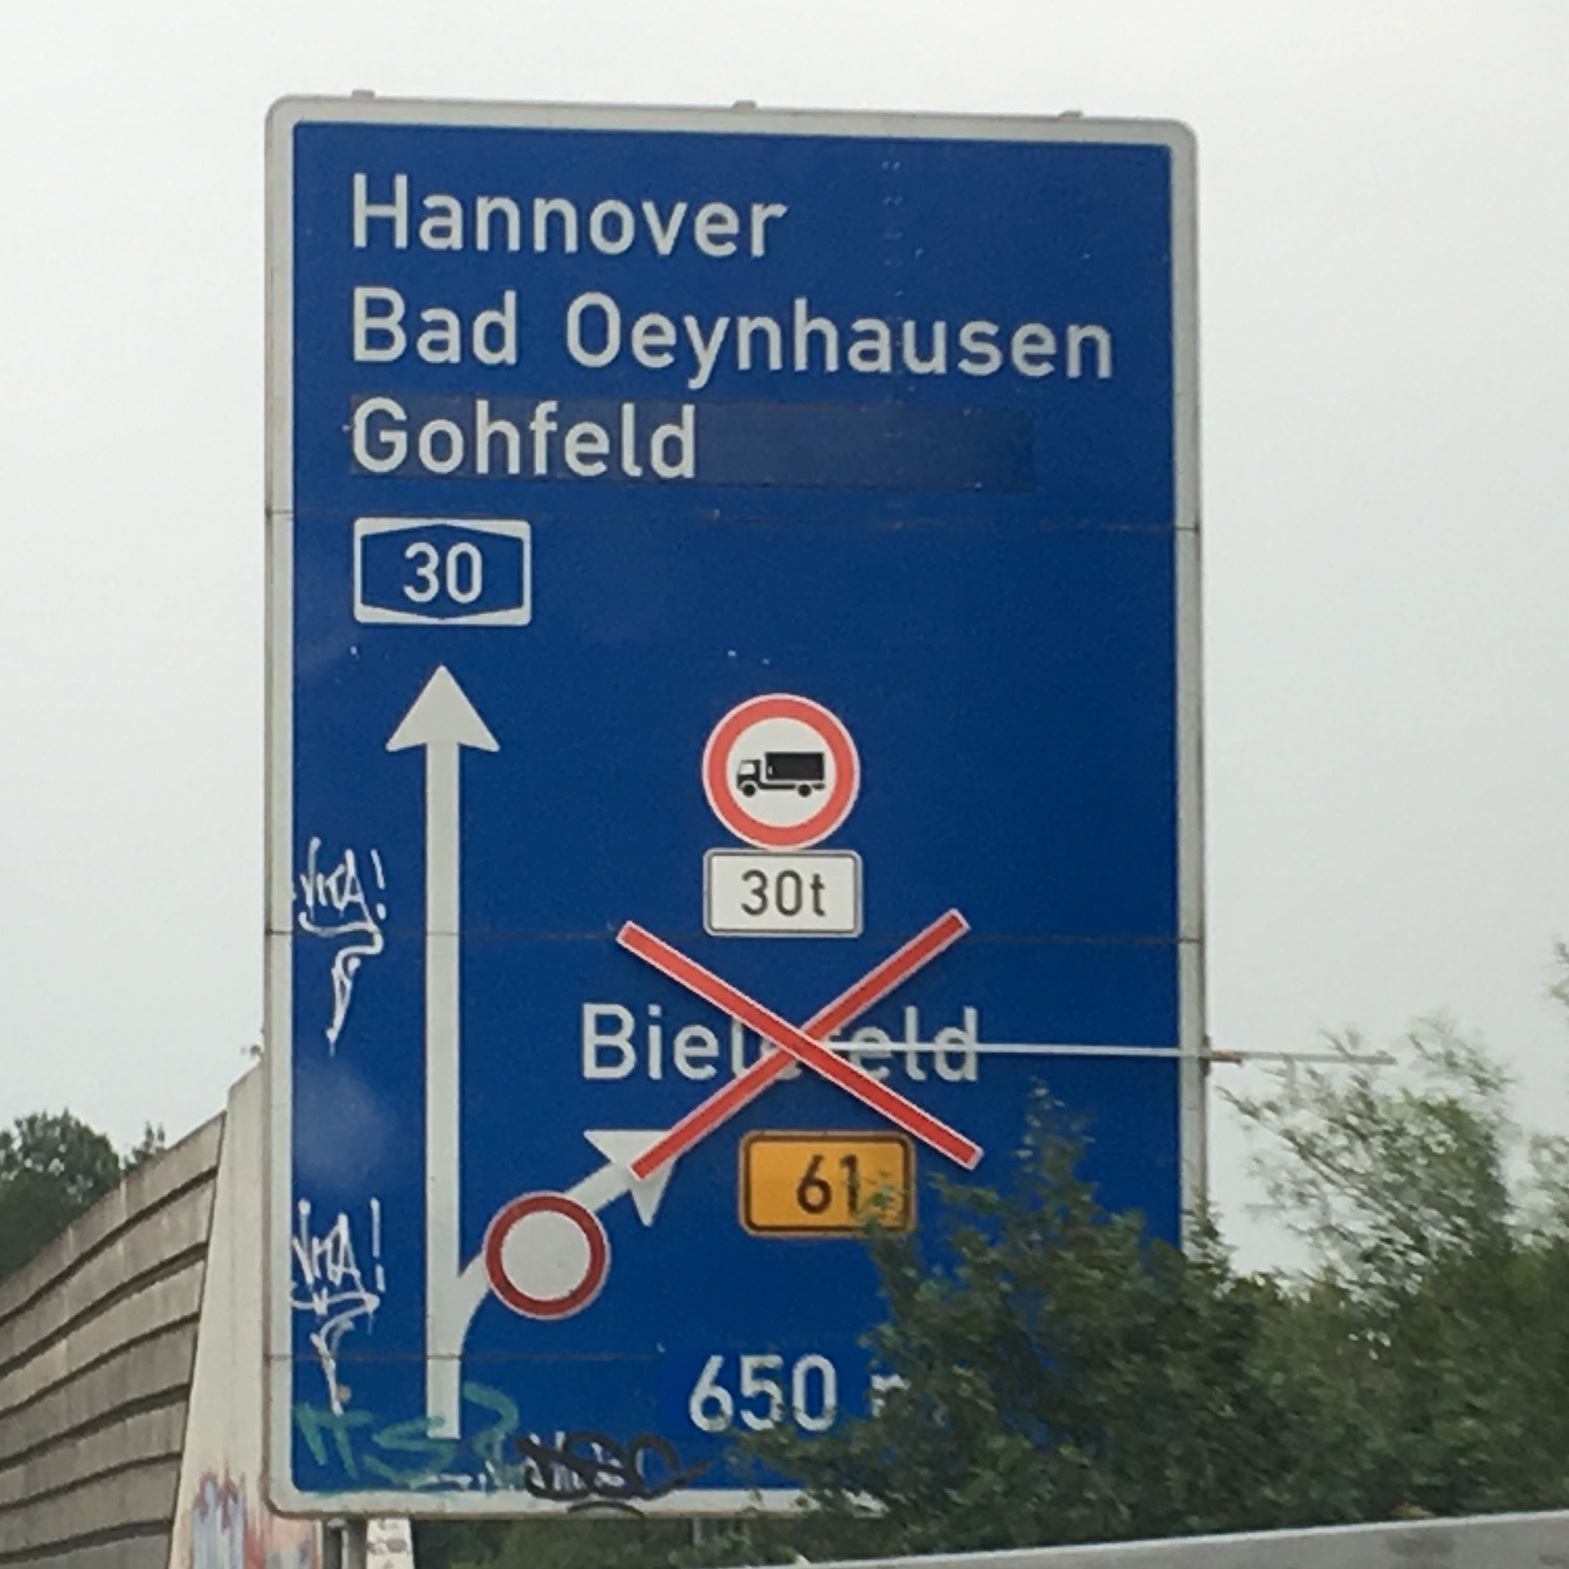 Hannover
Bad Oeynhausen
Gohfeld
30
30t
Bielefeld
61
650